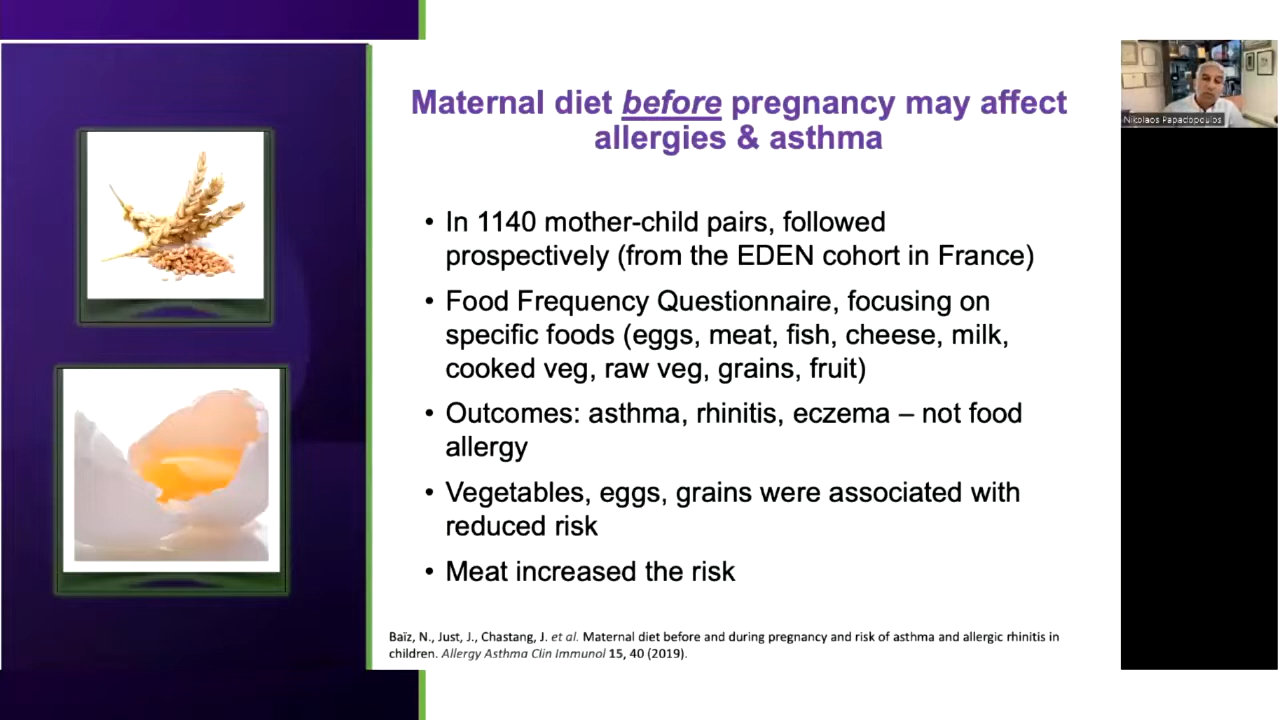 Maternal diet before pregnancy may affect
allergies & asthma
• In 1140 mother-child pairs, followed
prospectively (from the EDEN cohort in France)
• Food Frequency Questionnaire, focusing on
specific foods (eggs, meat, fish, cheese, milk,
cooked veg, raw veg, grains, fruit)
• Outcomes: asthma, rhinitis, eczema – not food
allergy
• Vegetables, eggs, grains were associated with
reduced risk
• Meat increased the risk
Baïz, N., Just, J., Chastang, J. et al. Maternal diet before and during pregnancy and risk of asthma and allergic rhinitis in
children. Allergy Asthma Clin Immunol 15, 40 (2019).
Nikolaos Papadopoulos